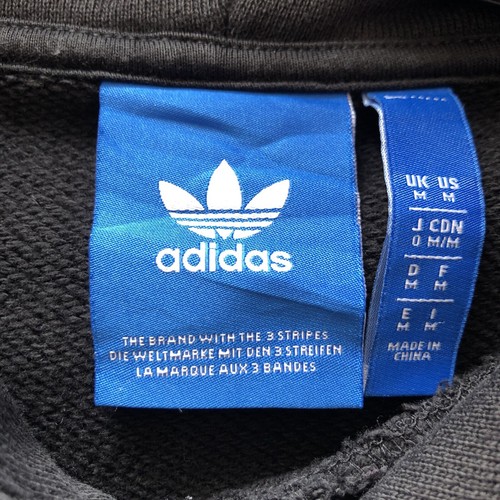 adidas
THE BRAND WITH THE 3 STRIPES
DIE WELTMARKE MIT DEN 3 STREIFEN
LA MARQUE AUX 3 BANDES
UK US
M M
J CDN
O M/M
D F
M M
E I
M M
MADE IN
CHINA